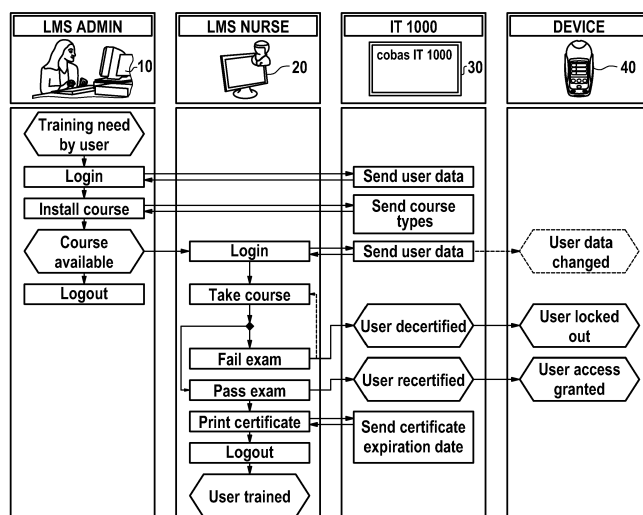 LMS ADMIN
LMS NURSE
IT 1000
DEVICE
10
20
cobas IT 1000
30
40
Training need
by user
Login
Send user data
Install course
Send course
types
Course
available
Login
Send user data
User data
changed
Logout
Take course
User decertified
User locked
out
Fail exam
Pass exam
User recertified
User access
granted
Print certificate
Send certificate
expiration date
Logout
User trained